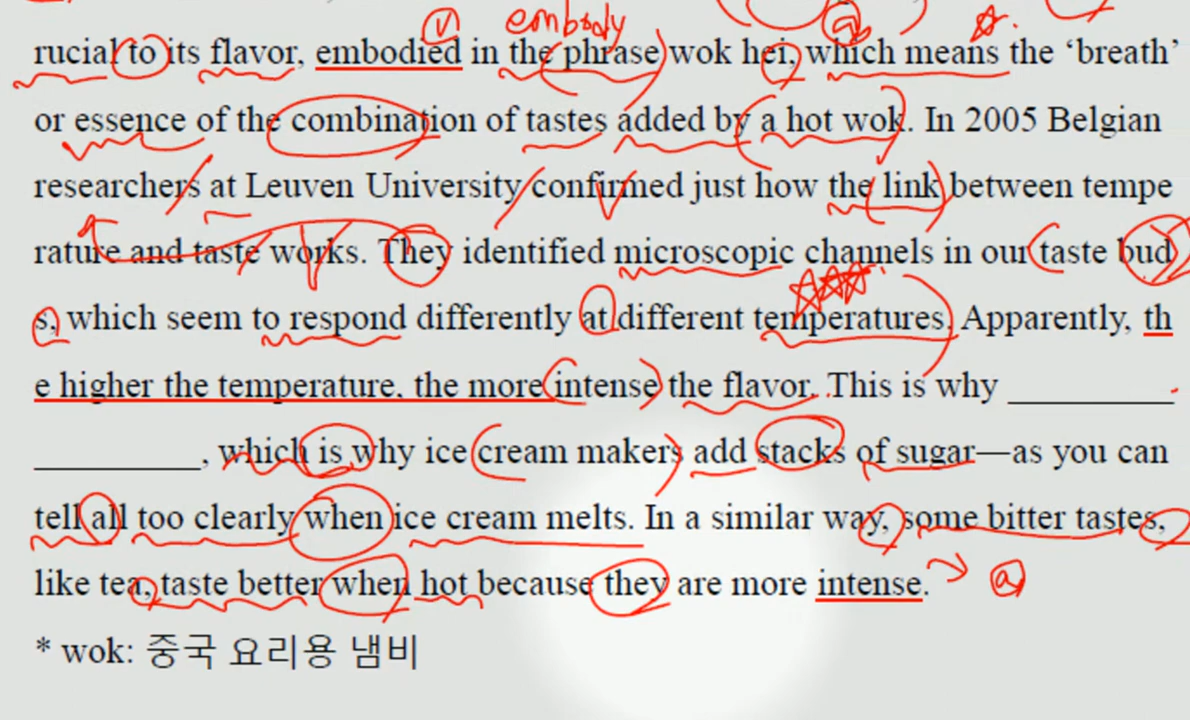 embody
rucial to its flavor, embodied in the phrase wok hei, which means the ‘breath’
or essence of the combination of tastes added by a hot wok. In 2005 Belgian
researchers at Leuven University confirmed just how the link between tempe
rature and taste works. They identified microscopic channels in our taste bud
s, which seem to respond differently at different temperatures. Apparently, th
e higher the temperature, the more intense the flavor. This is why __________
__________, which is why ice cream makers add stacks of sugar—as you can
tell all too clearly when ice cream melts. In a similar way, some bitter tastes,
like tea, taste better when hot because they are more intense.
* wok: 중국 요리용 냄비